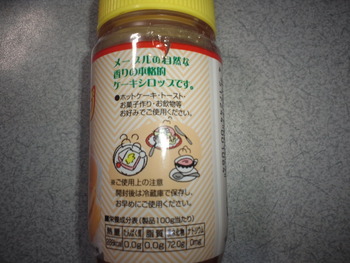 メープルの自然な
香りの本格的
ケーキシロップです。
●ホットケーキ・トースト・
お菓子作り・お飲物等
お好みでご使用ください。
※ご使用上の注意
開封後は冷蔵庫で保存し、
お早めにご使用ください。
■栄養成分表(製品100g当たり)
熱量 たんぱく質 脂質 ナトリウム
0.0g 0.0g 72.0g 0mg